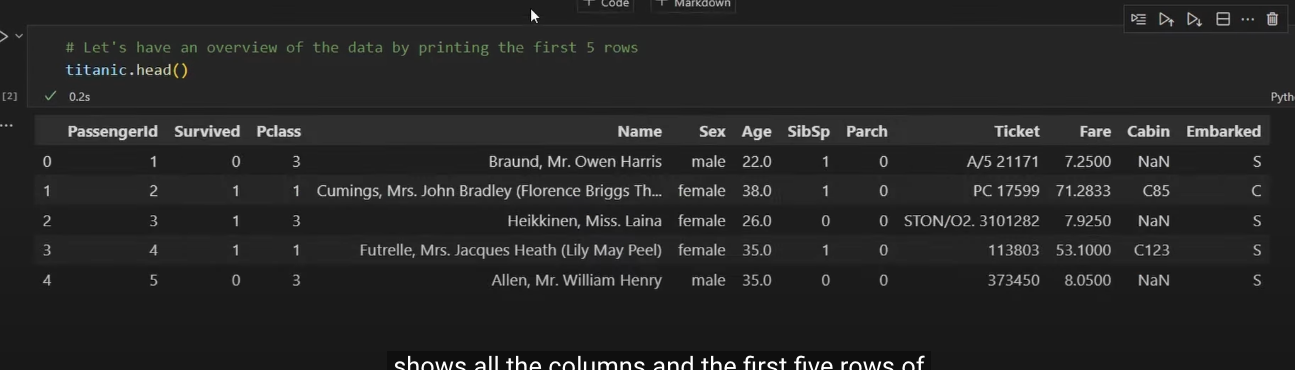 + Code + Markdown
# Let's have an overview of the data by printing the first 5 rows
titanic.head()
[2] ✓ 0.2s
... PassengerId Survived Pclass Name Sex Age SibSp Parch Ticket Fare Cabin Embarked
0 1 0 3 Braund, Mr. Owen Harris male 22.0 1 0 A/5 21171 7.2500 NaN S
1 2 1 1 Cumings, Mrs. John Bradley (Florence Briggs Th... female 38.0 1 0 PC 17599 71.2833 C85 C
2 3 1 3 Heikkinen, Miss. Laina female 26.0 0 0 STON/O2. 3101282 7.9250 NaN S
3 4 1 1 Futrelle, Mrs. Jacques Heath (Lily May Peel) female 35.0 1 0 113803 53.1000 C123 S
4 5 0 3 Allen, Mr. William Henry male 35.0 0 0 373450 8.0500 NaN S
shows all the columns and the first five rows of